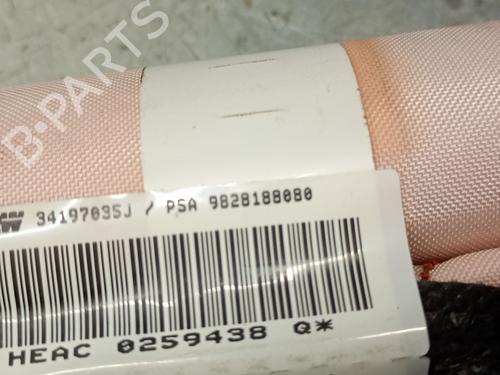 B-PARTS
34197035J / PSA 9828188080
HEAC 0259438 Q*